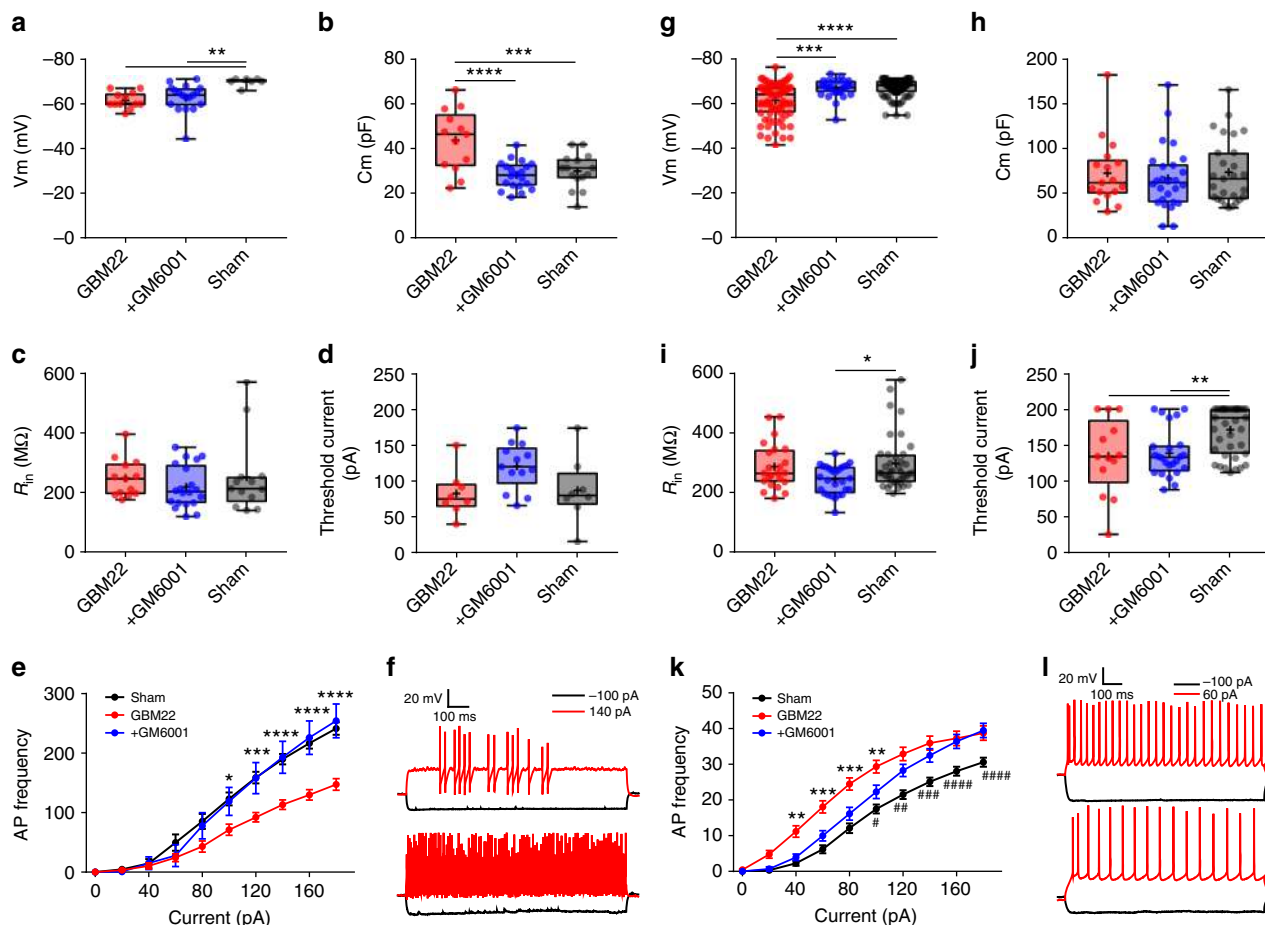 a
**
–80
–60
–40
–20
–0
Vm (mV)
GBM22
+GM6001
Sham
b
***
****
80
60
40
20
0
Cm (pF)
GBM22
+GM6001
Sham
g
****
***
–80
–60
–40
–20
–0
Vm (mV)
GBM22
+GM6001
Sham
h
200
150
100
50
0
Cm (pF)
GBM22
+GM6001
Sham
c
600
400
200
0
Rin (MΩ)
GBM22
+GM6001
Sham
d
250
200
150
100
50
0
Threshold current
(pA)
GBM22
+GM6001
Sham
i
*
600
400
200
0
Rin (MΩ)
GBM22
+GM6001
Sham
j
**
250
200
150
100
50
0
Threshold current
(pA)
GBM22
+GM6001
Sham
e
Sham
GBM22
+GM6001
* *** **** **** ****
300
200
100
0
AP frequency
0 40 80 120 160
Current (pA)
f
20 mV
100 ms
–100 pA
140 pA
k
Sham
GBM22
+GM6001
** *** *** **
# ## ### #### ####
50
40
30
20
10
0
AP frequency
0 40 80 120 160
Current (pA)
l
20 mV
100 ms
–100 pA
60 pA